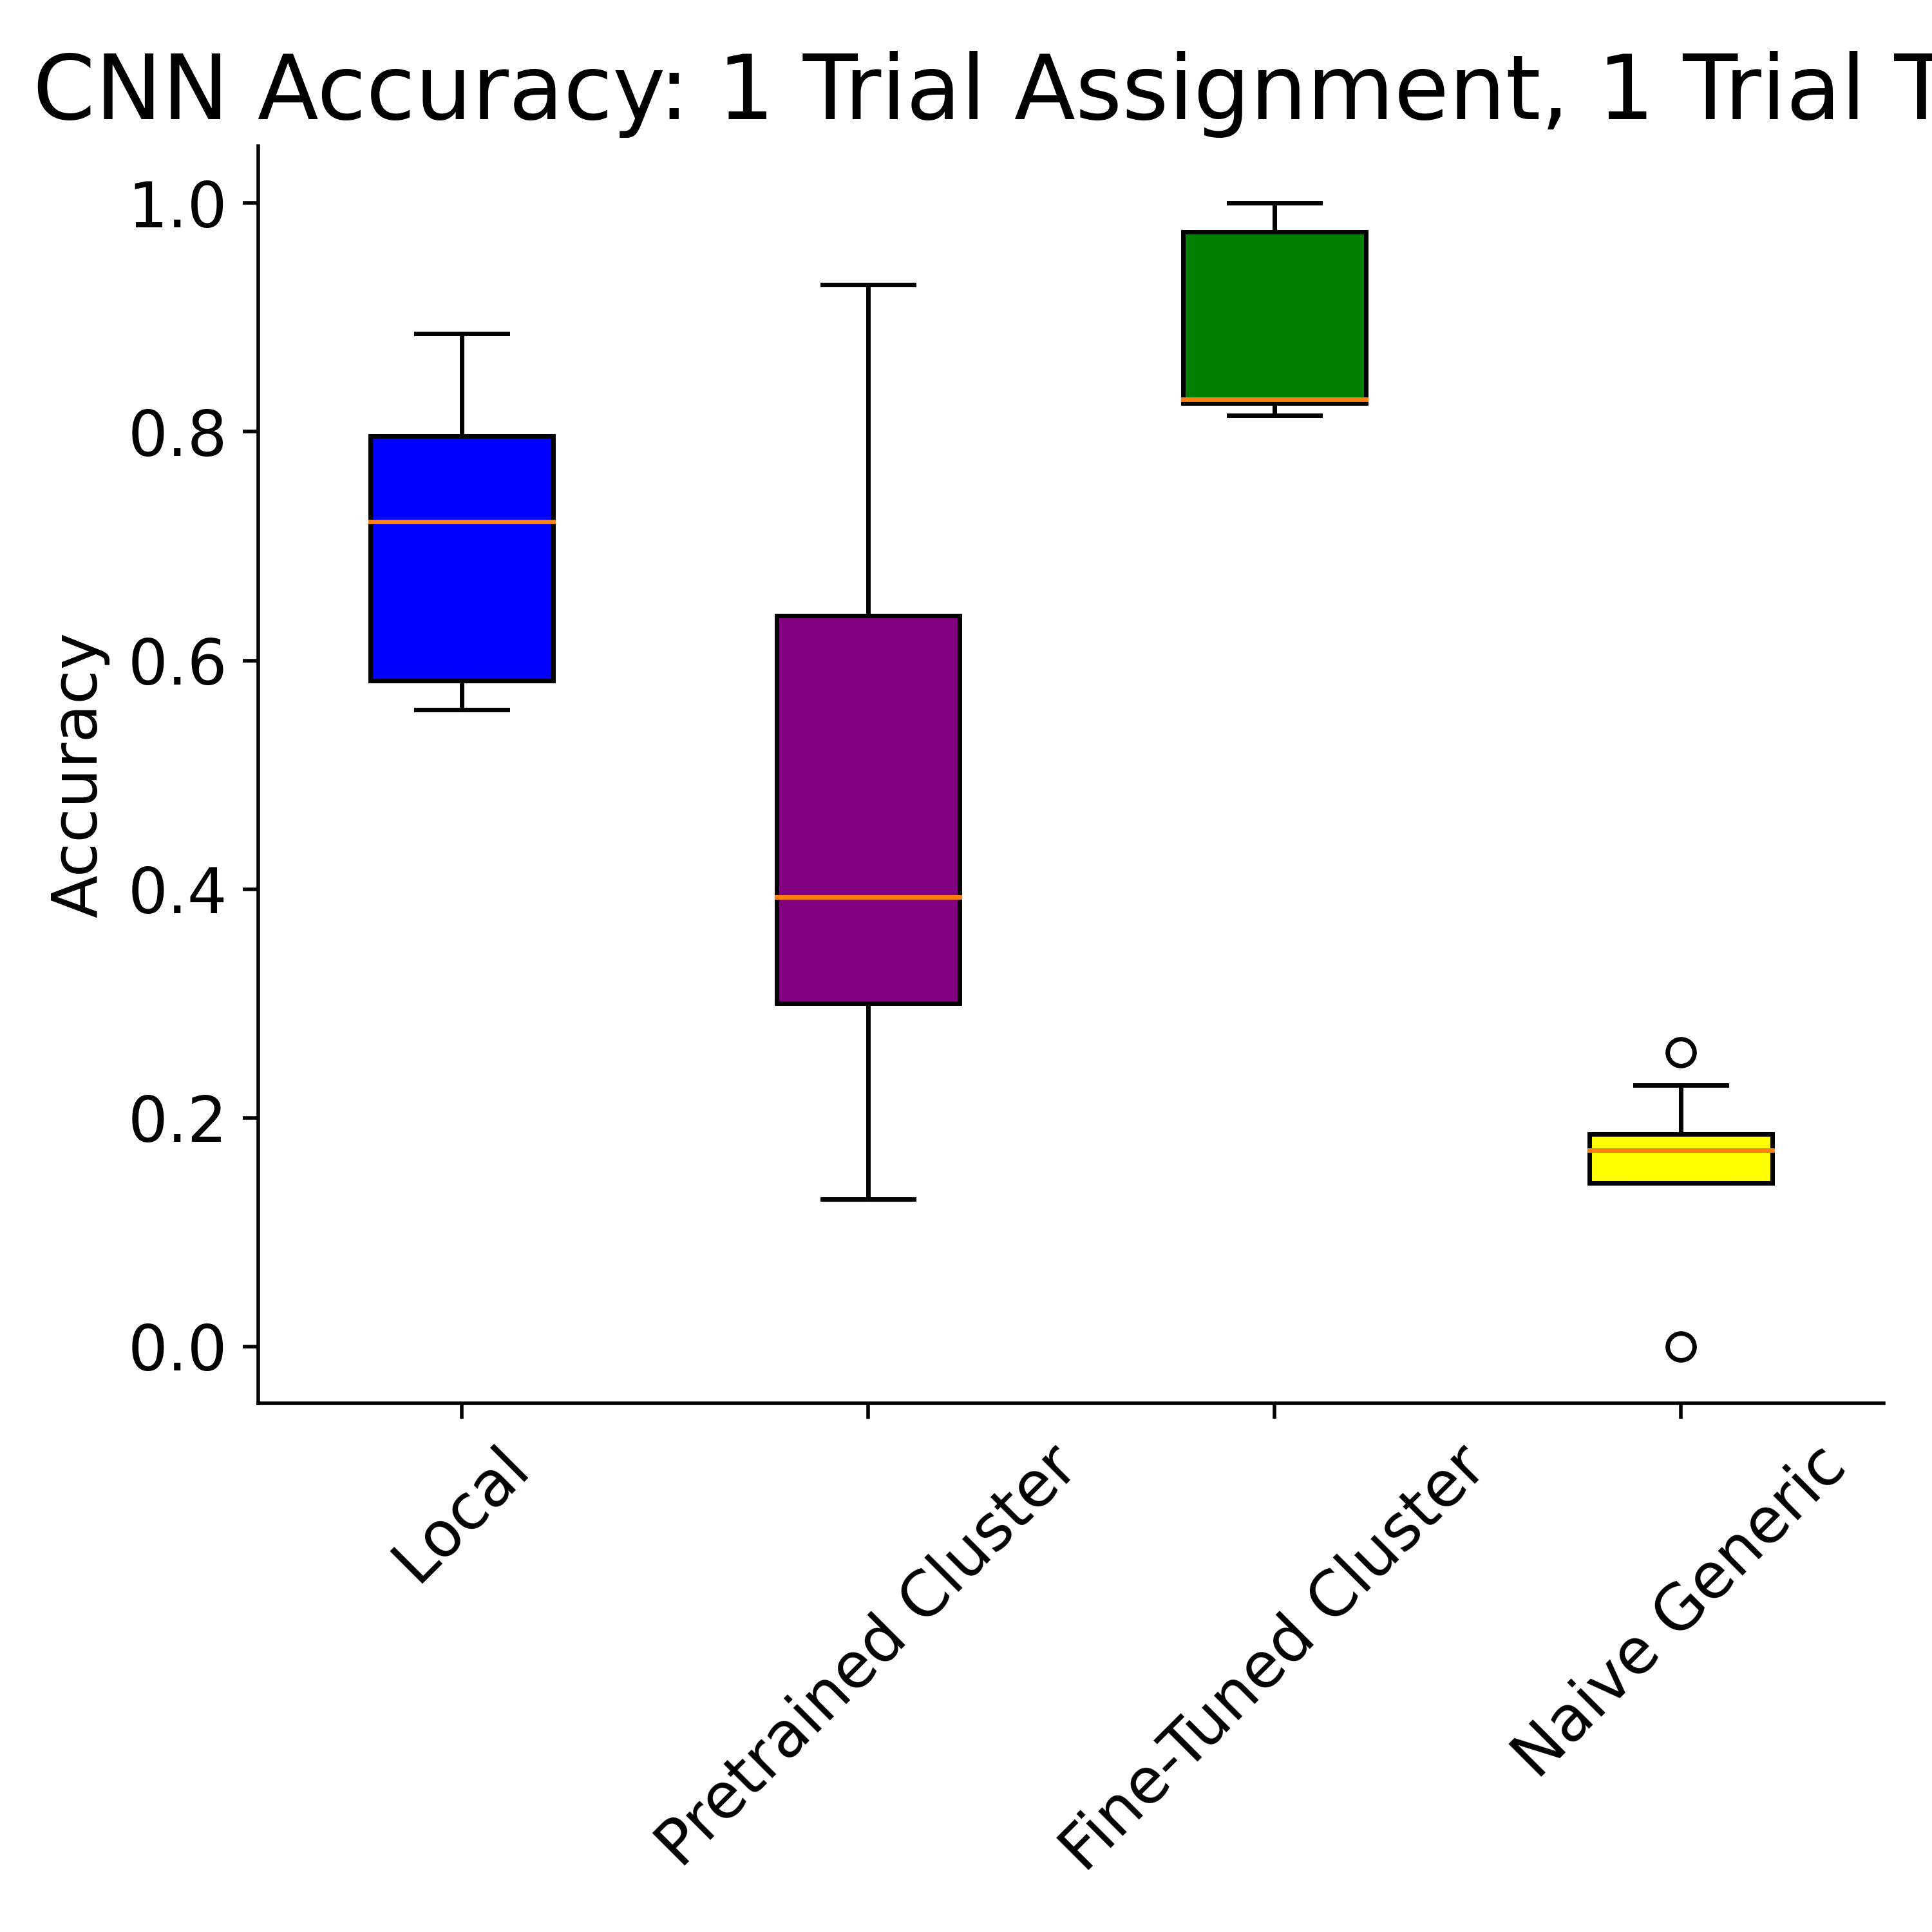 CNN Accuracy: 1 Trial Assignment, 1 Trial
Accuracy
1.0
0.8
0.6
0.4
0.2
0.0
Local
Pretrained Cluster
Fine-Tuned Cluster
Naive Generic